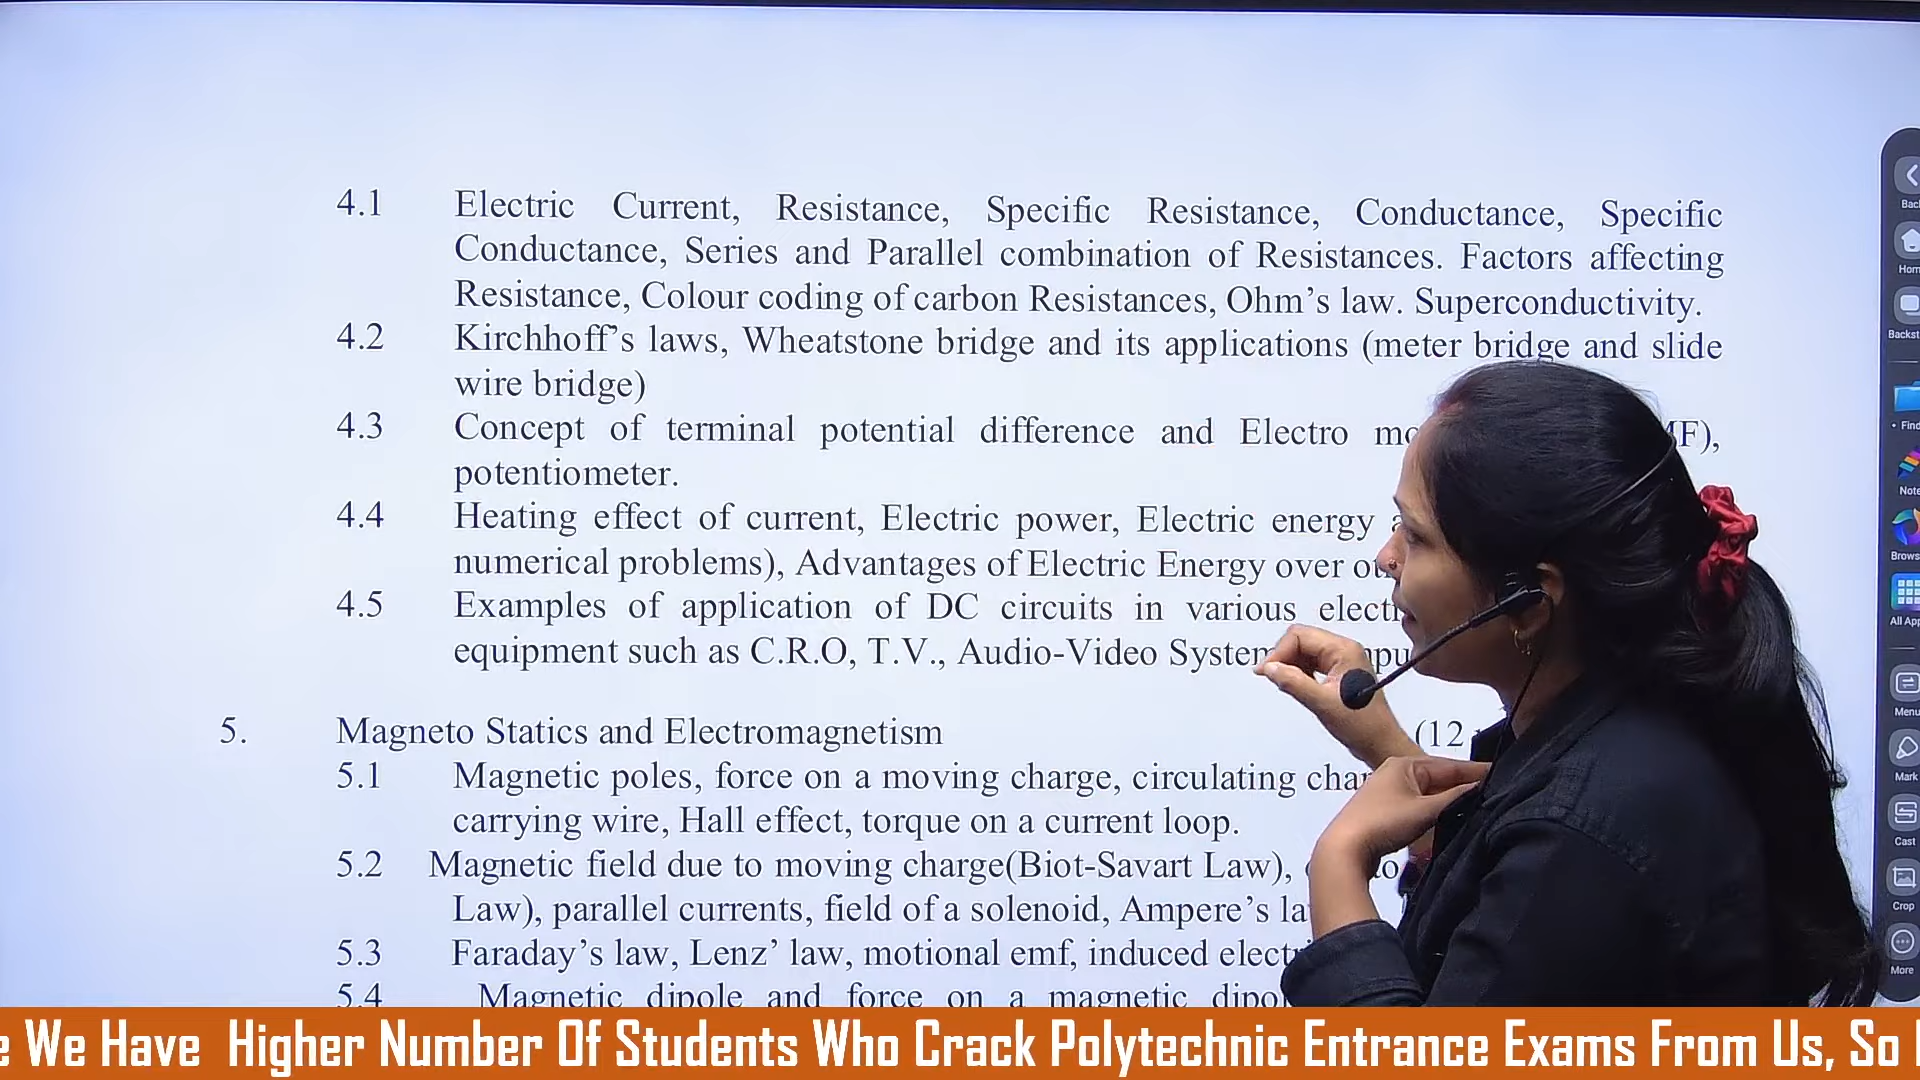 4.1 Electric Current, Resistance, Specific Resistance, Conductance, Specific
Conductance, Series and Parallel combination of Resistances. Factors affecting
Resistance, Colour coding of carbon Resistances, Ohm's law. Superconductivity.
4.2 Kirchhoff's laws, Wheatstone bridge and its applications (meter bridge and slide
wire bridge)
4.3 Concept of terminal potential difference and Electro MF),
potentiometer.
4.4 Heating effect of current, Electric power, Electric energy
numerical problems), Advantages of Electric Energy over
4.5 Examples of application of DC circuits in various
equipment such as C.R.O, T.V., Audio-Video System
5. Magneto Statics and Electromagnetism (12
5.1 Magnetic poles, force on a moving charge, circulating
carrying wire, Hall effect, torque on a current loop.
5.2 Magnetic field due to moving charge(Biot-Savart Law),
Law), parallel currents, field of a solenoid, Ampere's
5.3 Faraday's law, Lenz' law, motional emf, induced
5.4 Magnetic dipole and force on a magnetic
Home
Backst
Find
Note
Brows
All App
Menu
Mark
Cast
Crop
More
e We Have Higher Number Of Students Who Crack Polytechnic Entrance Exams From Us, So